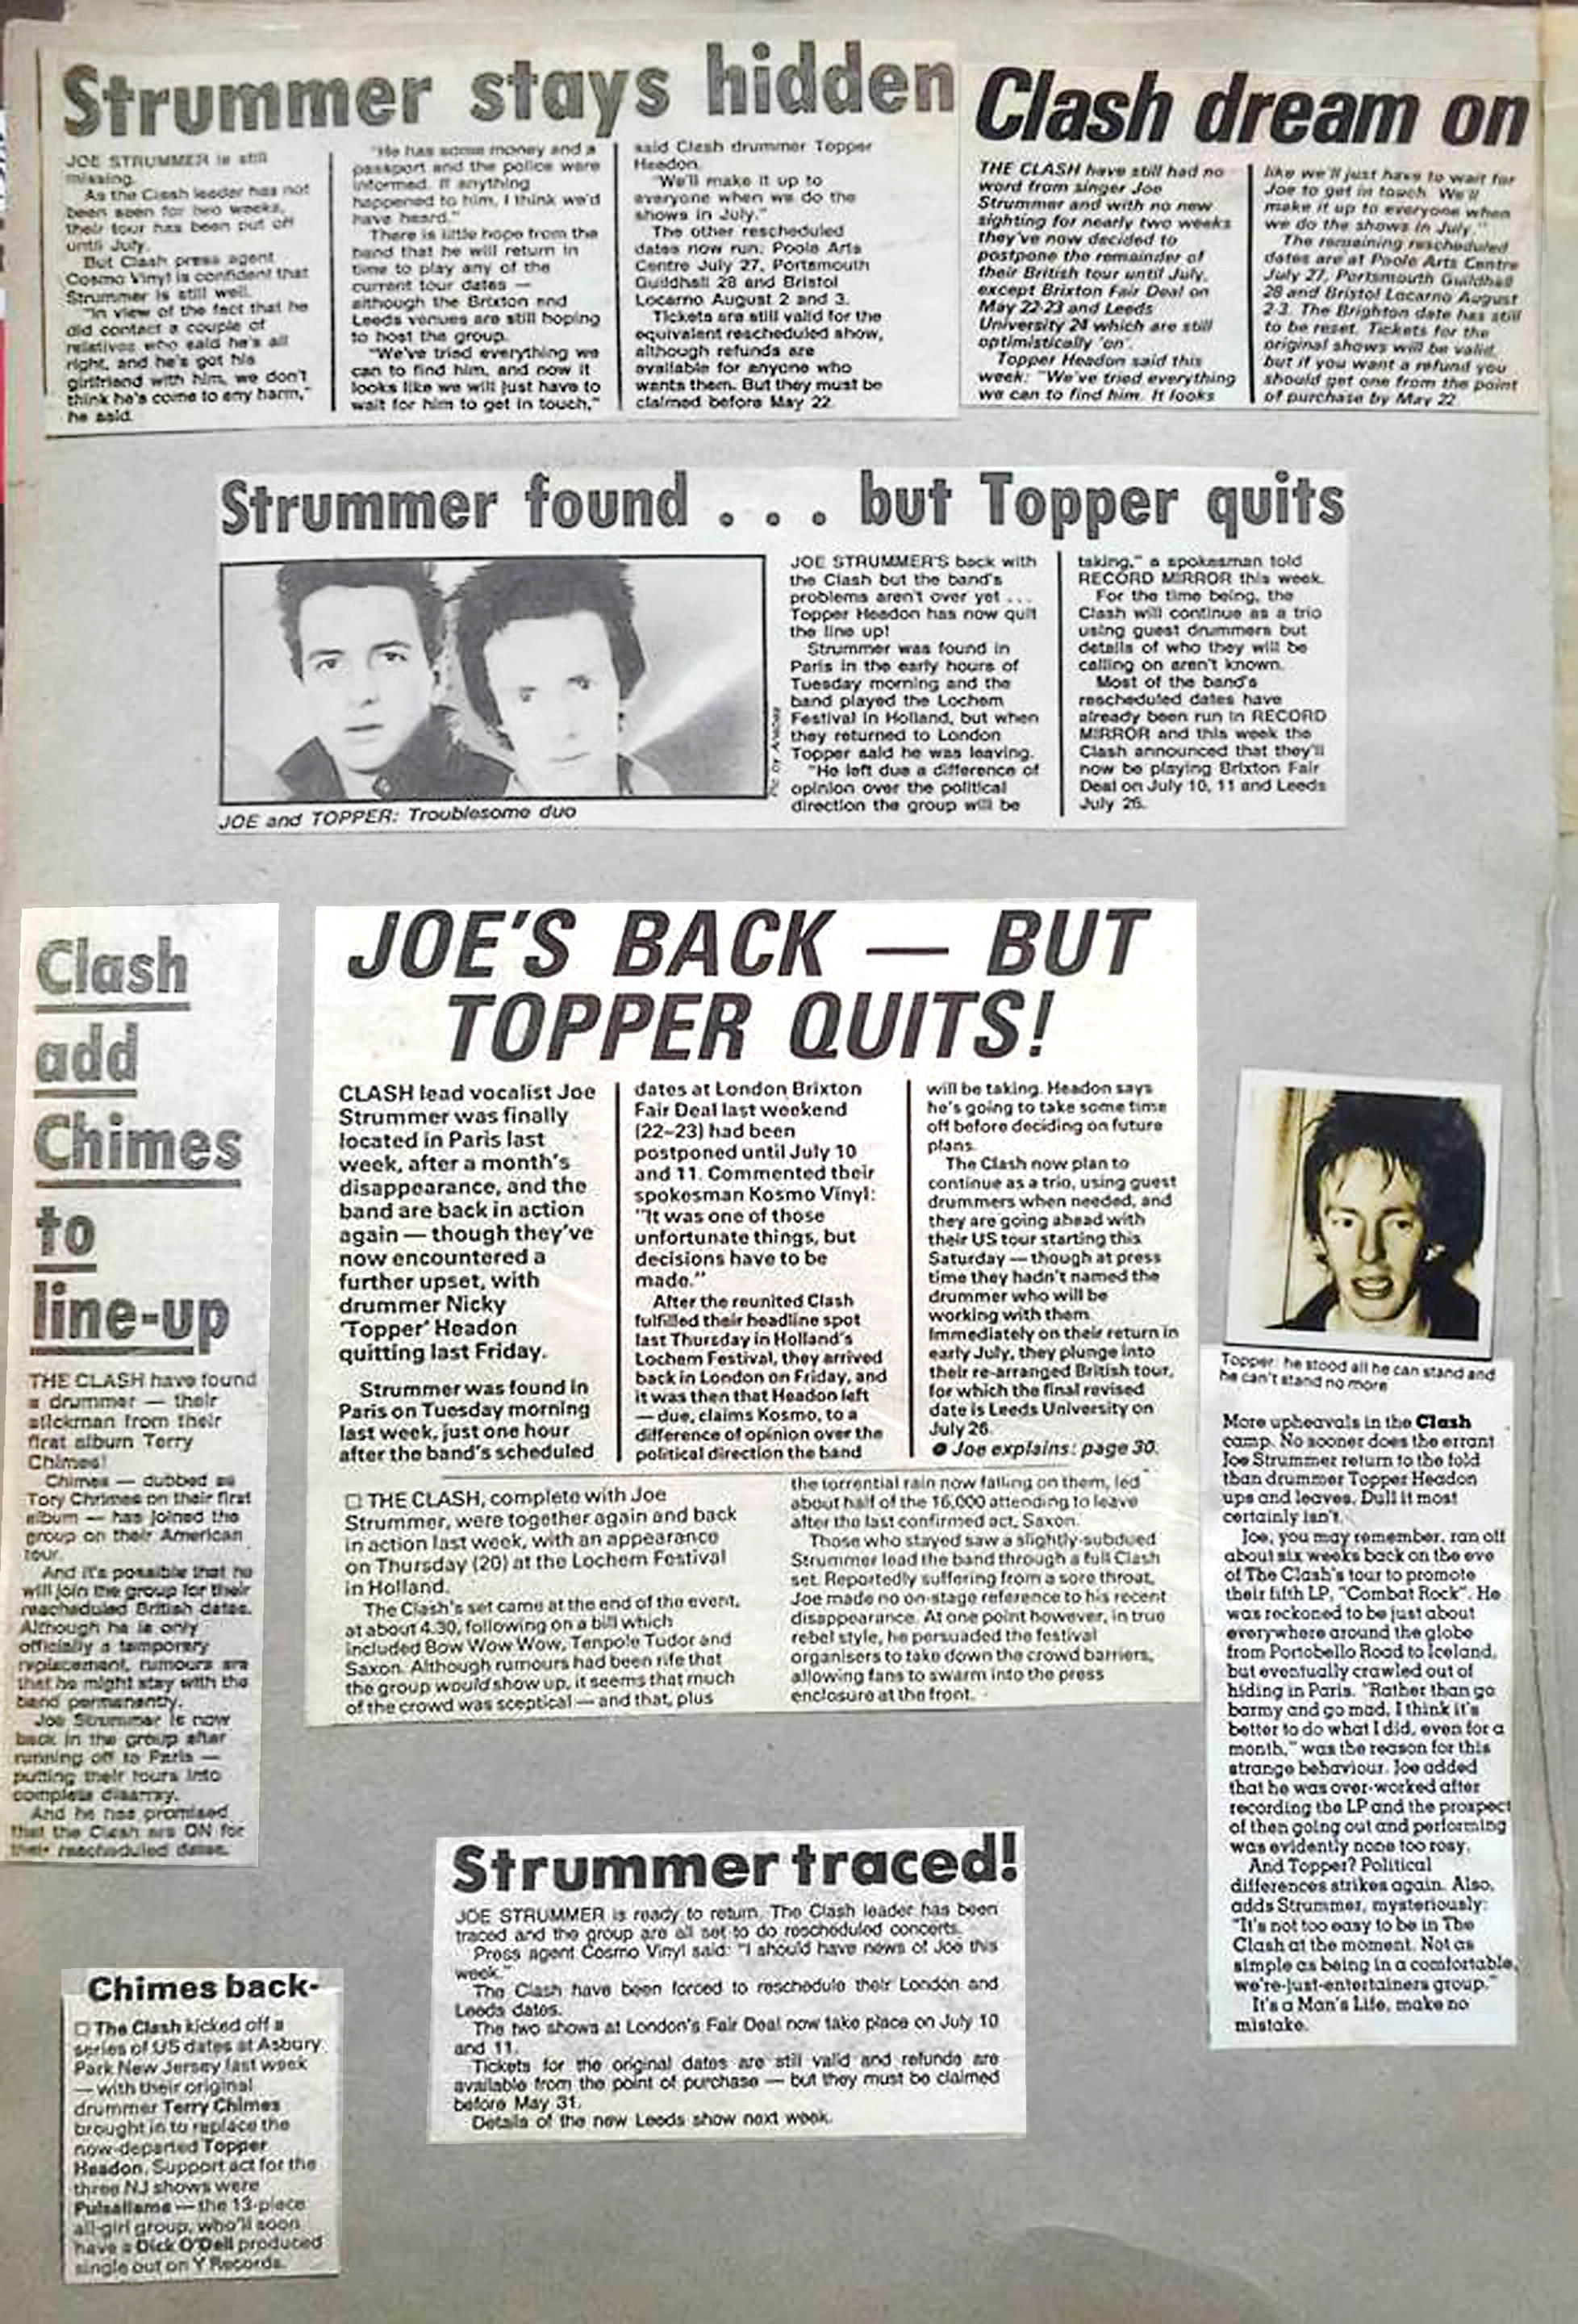 Strummer stays hidden
JOE STRUMMER is still
missing.
As the Clash leader has not
been seen for two weeks,
their tour has been put off
until July.
But Clash press agent
Cosmo Vinyl is confident that
Strummer is still well.
"In view of the fact that he
did contact a couple of
relatives who said he's all
right, and he's got his
girlfriend with him, we don't
think he's come to any harm,"
he said.
"He has some money and a
passport and the police were
informed. If anything
happened to him, I think we'd
have heard."
There is little hope from the
band that he will return in
time to play any of the
current tour dates —
although the Brixton and
Leeds venues are still hoping
to host the group.
"We've tried everything we
can to find him, and now it
looks like we will just have to
wait for him to get in touch,"
said Clash drummer Topper
Headon.
"We'll make it up to
everyone when we do the
shows in July."
The other rescheduled
dates now run: Poole Arts
Centre July 27, Portsmouth
Guildhall 28 and Bristol
Locarno August 2 and 3.
Tickets are still valid for the
equivalent rescheduled show,
although refunds are
available for anyone who
wants them. But they must be
claimed before May 22.
Clash dream on
THE CLASH have still had no
word from singer Joe
Strummer and with no new
sighting for nearly two weeks
they've now decided to
postpone the remainder of
their British tour until July,
except Brixton Fair Deal on
May 22-23 and Leeds
University 24 which are still
optimistically 'on'.
Topper Headon said this
week: "We've tried everything
we can to find him. It looks
like we'll just have to wait for
Joe to get in touch. We'll
make it up to everyone when
we do the shows in July."
The remaining rescheduled
dates are at Poole Arts Centre
July 27, Portsmouth Guildhall
28 and Bristol Locarno August
2-3. The Brighton date has still
to be reset. Tickets for the
original shows will be valid,
but if you want a refund you
should get one from the point
of purchase by May 22.
Strummer found . . . but Topper quits
Pic by
JOE and TOPPER: Troublesome duo
JOE STRUMMER'S back with
the Clash but the band's
problems aren't over yet . . .
Topper Headon has now quit
the line up!
Strummer was found in
Paris in the early hours of
Tuesday morning and the
band played the Lochem
Festival in Holland, but when
they returned to London
Topper said he was leaving.
"He left due a difference of
opinion over the political
direction the group will be
taking," a spokesman told
RECORD MIRROR this week.
For the time being, the
Clash will continue as a trio
using guest drummers but
details of who they will be
calling on aren't known.
Most of the band's
rescheduled dates have
already been run in RECORD
MIRROR and this week the
Clash announced that they'll
now be playing Brixton Fair
Deal on July 10, 11 and Leeds
July 26.
Clash
add
Chimes
to
line-up
THE CLASH have found
a drummer — their
stickman from their
first album Terry
Chimes!
Chimes — dubbed as
Tory Chrimes on their first
album — has joined the
group on their American
tour.
And it's possible that he
will join the group for their
rescheduled British dates.
Although he is only
officially a temporary
replacement, rumours are
that he might stay with the
band permanently.
Joe Strummer is now
back in the group after
running off to Paris —
putting their tours into
complete disarray.
And he has promised
that the Clash are ON for
their rescheduled dates.
JOE'S BACK — BUT
TOPPER QUITS!
CLASH lead vocalist Joe
Strummer was finally
located in Paris last
week, after a month's
disappearance, and the
band are back in action
again — though they've
now encountered a
further upset, with
drummer Nicky
'Topper' Headon
quitting last Friday.
Strummer was found in
Paris on Tuesday morning
last week, just one hour
after the band's scheduled
dates at London Brixton
Fair Deal last weekend
(22–23) had been
postponed until July 10
and 11. Commented their
spokesman Kosmo Vinyl:
"It was one of those
unfortunate things, but
decisions have to be
made."
After the reunited Clash
fulfilled their headline spot
last Thursday in Holland's
Lochem Festival, they arrived
back in London on Friday, and
it was then that Headon left
— due, claims Kosmo, to a
difference of opinion over the
political direction the band
will be taking. Headon says
he's going to take some time
off before deciding on future
plans.
The Clash now plan to
continue as a trio, using guest
drummers when needed, and
they are going ahead with
their US tour starting this
Saturday — though at press
time they hadn't named the
drummer who will be
working with them.
Immediately on their return in
early July, they plunge into
their re-arranged British tour,
for which the final revised
date is Leeds University on
July 26.
● Joe explains: page 30.
□ THE CLASH, complete with Joe
Strummer, were together again and back
in action last week, with an appearance
on Thursday (20) at the Lochem Festival
in Holland.
The Clash's set came at the end of the event,
at about 4.30, following on a bill which
included Bow Wow Wow, Tenpole Tudor and
Saxon. Although rumours had been rife that
the group would show up, it seems that much
of the crowd was sceptical — and that, plus
the torrential rain now falling on them, led
about half of the 16,000 attending to leave
after the last confirmed act, Saxon.
Those who stayed saw a slightly-subdued
Strummer lead the band through a full Clash
set. Reportedly suffering from a sore throat,
Joe made no on-stage reference to his recent
disappearance. At one point however, in true
rebel style, he persuaded the festival
organisers to take down the crowd barriers,
allowing fans to swarm into the press
enclosure at the front.
Topper: he stood all he can stand and
he can't stand no more
More upheavals in the Clash
camp. No sooner does the errant
Joe Strummer return to the fold
than drummer Topper Headon
ups and leaves. Dull it most
certainly isn't.
Joe, you may remember, ran off
about six weeks back on the eve
of The Clash's tour to promote
their fifth LP, "Combat Rock". He
was reckoned to be just about
everywhere around the globe
from Portobello Road to Iceland,
but eventually crawled out of
hiding in Paris. "Rather than go
barmy and go mad, I think it's
better to do what I did, even for a
month," was the reason for this
strange behaviour. Joe added
that he was over-worked after
recording the LP and the prospect
of then going out and performing
was evidently none too rosy.
And Topper? Political
differences strikes again. Also,
adds Strummer, mysteriously:
"It's not too easy to be in The
Clash at the moment. Not as
simple as being in a comfortable,
we're-just-entertainers group."
It's a Man's Life, make no
mistake.
Strummer traced!
JOE STRUMMER is ready to return. The Clash leader has been
traced and the group are all set to do rescheduled concerts.
Press agent Cosmo Vinyl said: "I should have news of Joe this
week."
The Clash have been forced to reschedule their London and
Leeds dates.
The two shows at London's Fair Deal now take place on July 10
and 11.
Tickets for the original dates are still valid and refunds are
available from the point of purchase — but they must be claimed
before May 31.
Details of the new Leeds show next week.
Chimes back-
□ The Clash kicked off a
series of US dates at Asbury
Park New Jersey last week
— with their original
drummer Terry Chimes
brought in to replace the
now-departed Topper
Headon. Support act for the
three NJ shows were
Pulsallama — the 13-piece
all-girl group, who'll soon
have a Dick O'Dell produced
single out on Y Records.